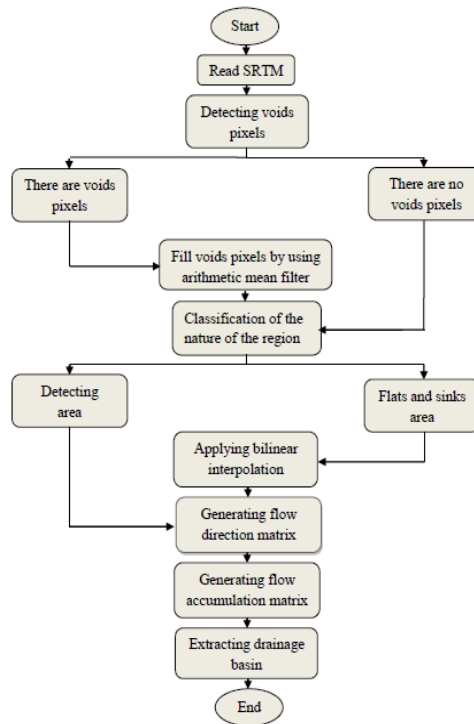 Start
Read SRTM
Detecting voids
pixels
There are voids
pixels
There are no
voids pixels
Fill voids pixels by using
arithmetic mean filter
Classification of the
nature of the region
Detecting
area
Flats and sinks
area
Applying bilinear
interpolation
Generating flow
direction matrix
Generating flow
accumulation matrix
Extracting drainage
basin
End